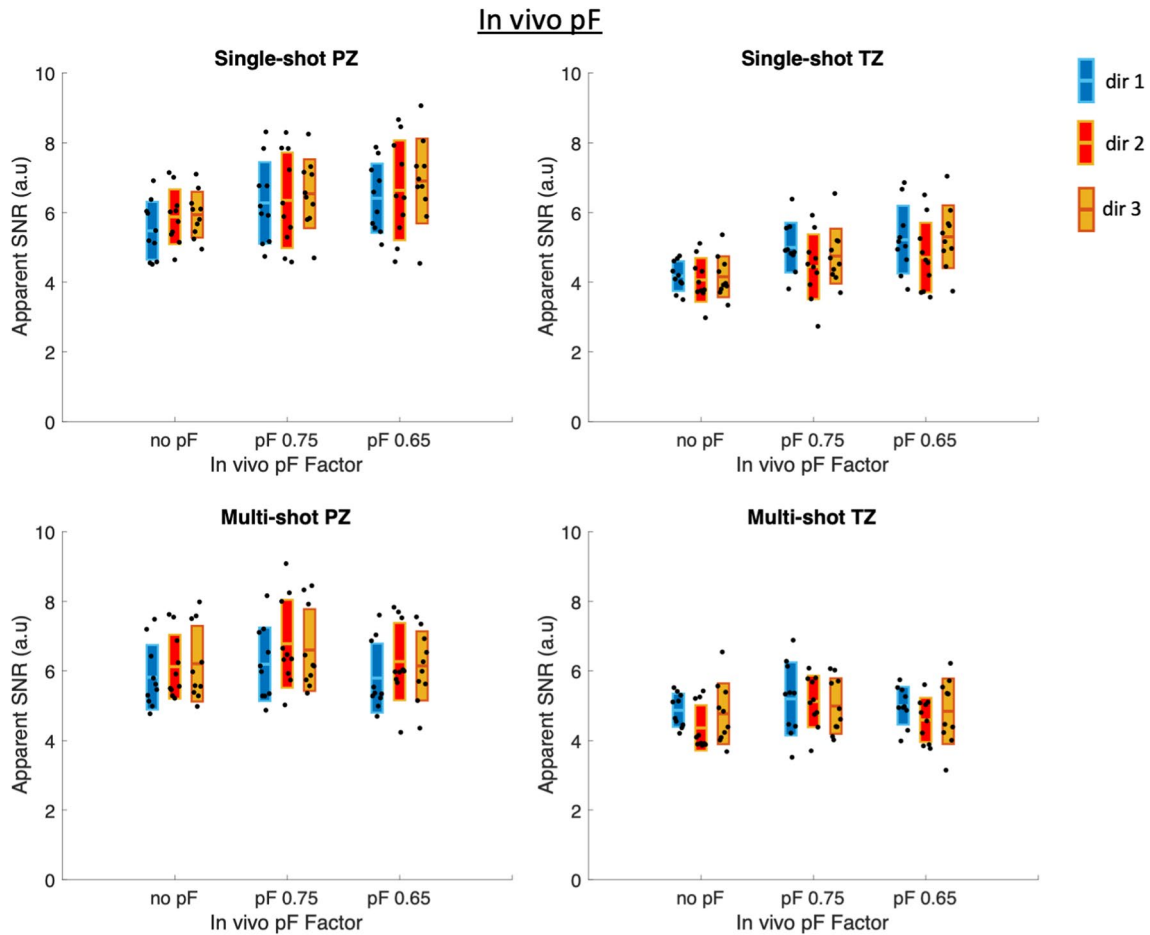 In vivo pF
Single-shot PZ
Apparent SNR (a.u)
10
8
6
4
2
0
no pF pF 0.75 pF 0.65
In vivo pF Factor
Single-shot TZ
Apparent SNR (a.u)
10
8
6
4
2
0
no pF pF 0.75 pF 0.65
In vivo pF Factor
dir 1
dir 2
dir 3
Multi-shot PZ
Apparent SNR (a.u)
10
8
6
4
2
0
no pF pF 0.75 pF 0.65
In vivo pF Factor
Multi-shot TZ
Apparent SNR (a.u)
10
8
6
4
2
0
no pF pF 0.75 pF 0.65
In vivo pF Factor